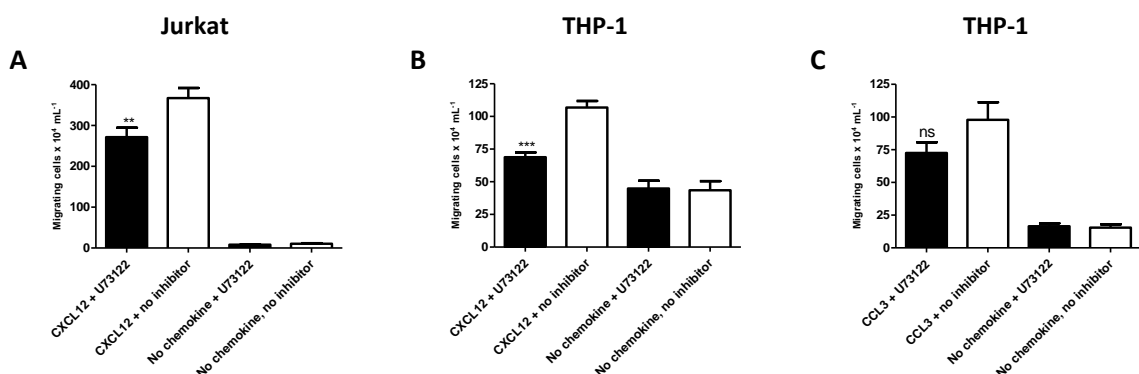 Jurkat
THP-1
THP-1
A
B
C
Migrating cells x 10⁴ mL⁻¹
400
300
200
100
0
**
CXCL12 + U73122
CXCL12 + no inhibitor
No chemokine + U73122
No chemokine, no inhibitor
Migrating cells x 10⁴ mL⁻¹
125
100
75
50
25
0
***
CXCL12 + U73122
CXCL12 + no inhibitor
No chemokine + U73122
No chemokine, no inhibitor
Migrating cells x 10⁴ mL⁻¹
125
100
75
50
25
0
ns
CCL3 + U73122
CCL3 + no inhibitor
No chemokine + U73122
No chemokine, no inhibitor